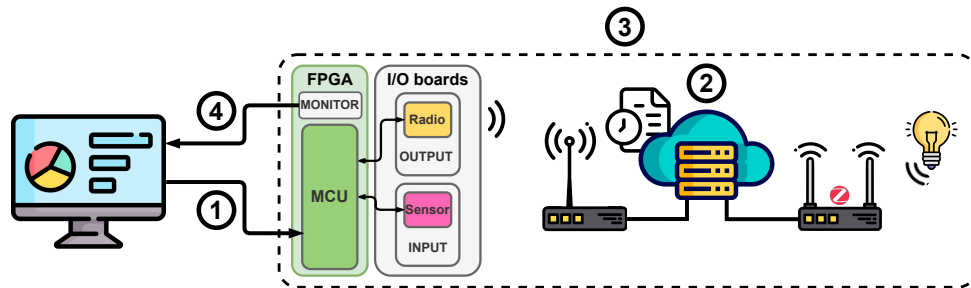 3
FPGA
I/O boards
2
MONITOR
4
Radio
OUTPUT
MCU
1
Sensor
INPUT